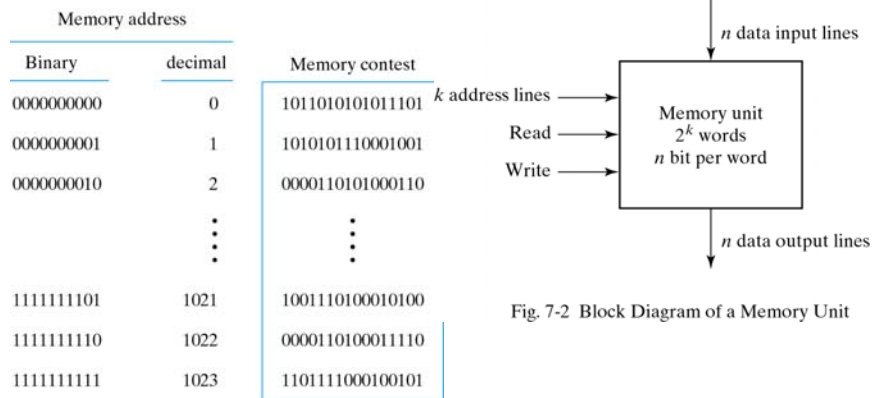 Memory address
Binary decimal Memory contest
0000000000 0 1011010101011101
0000000001 1 1010101110001001
0000000010 2 0000110101000110
1111111101 1021 1001110100010100
1111111110 1022 0000110100011110
1111111111 1023 1101111000100101
n data input lines
k address lines
Read
Write
Memory unit
2^k words
n bit per word
n data output lines
Fig. 7-2 Block Diagram of a Memory Unit